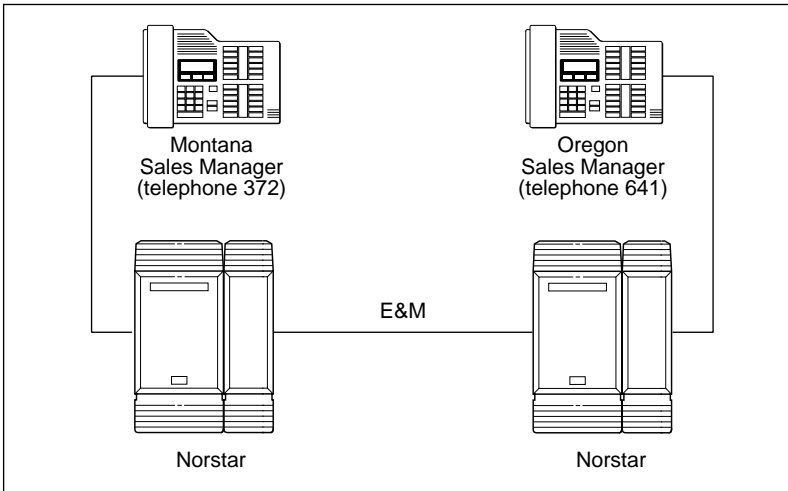 Montana
Sales Manager
(telephone 372)
Oregon
Sales Manager
(telephone 641)
E&M
Norstar
Norstar